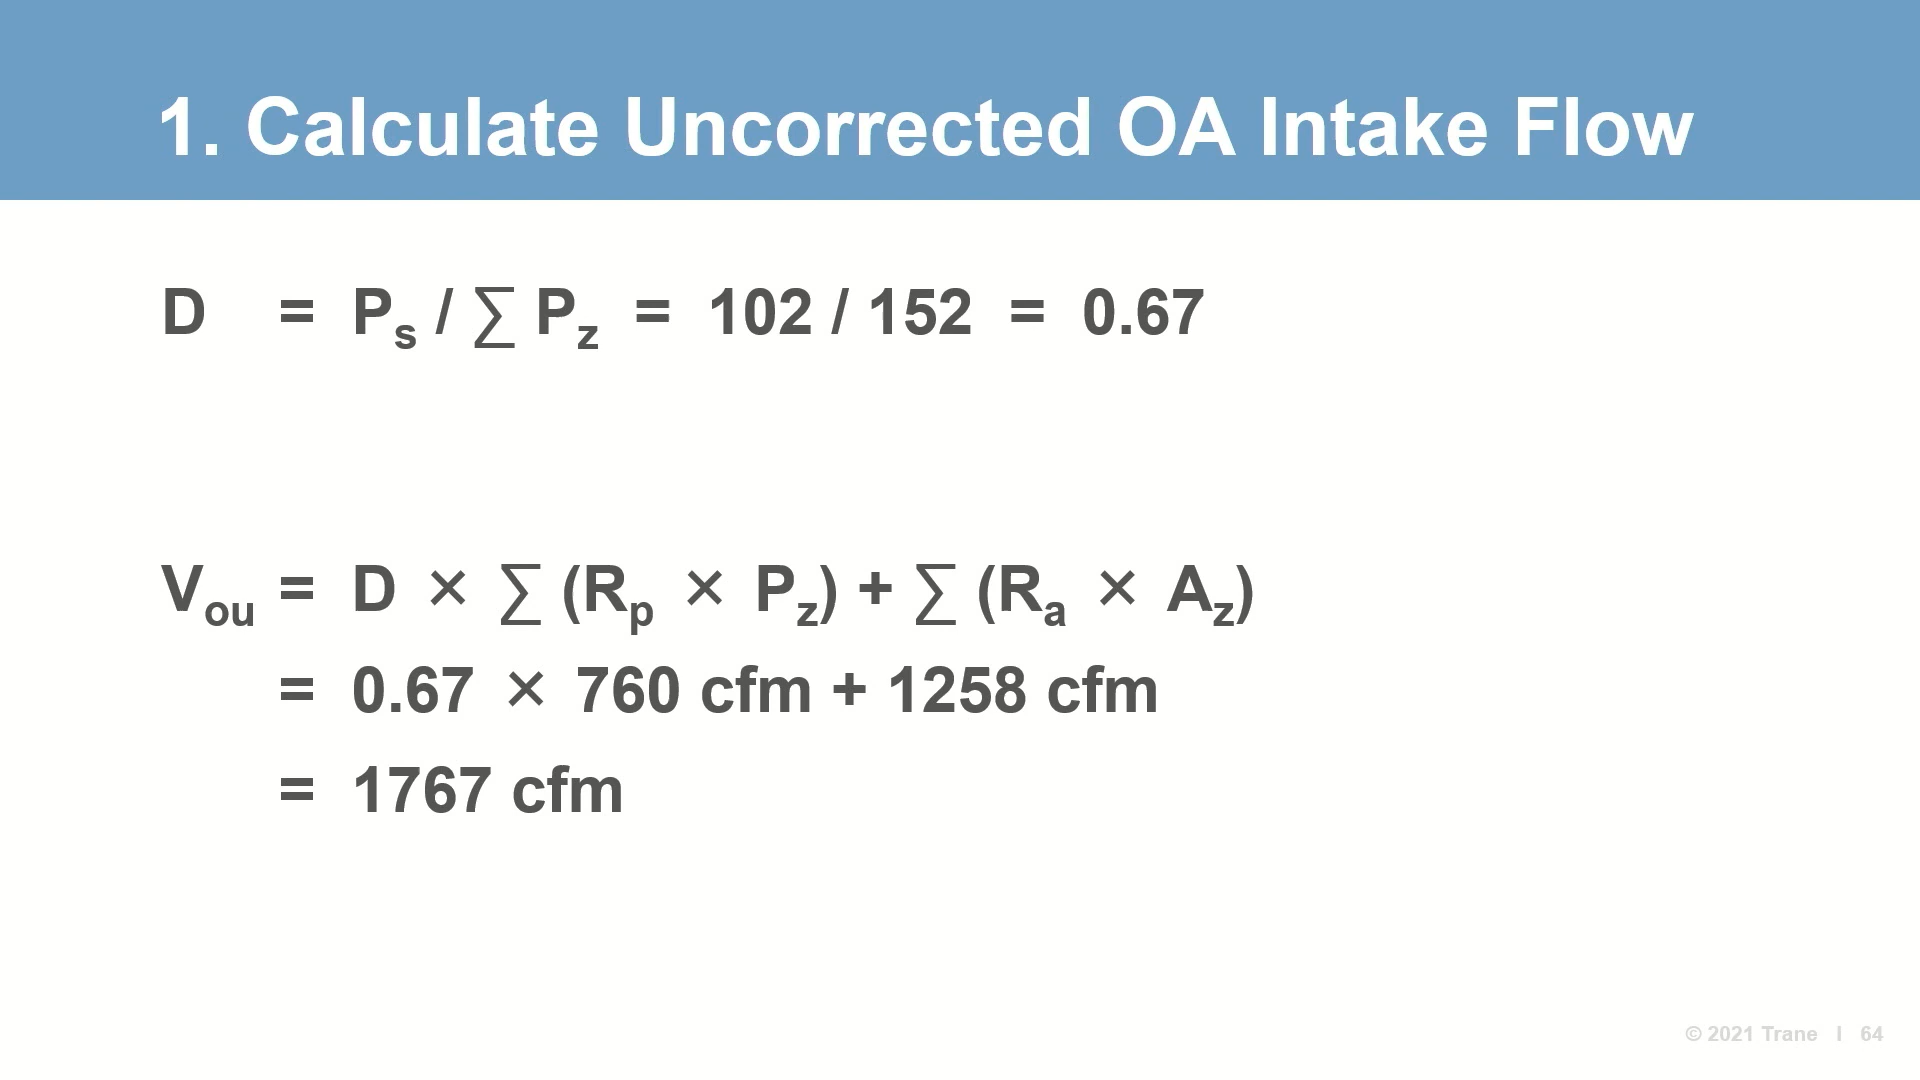 1. Calculate Uncorrected OA Intake Flow
D = Ps / ∑ Pz = 102 / 152 = 0.67
Vou = D × ∑ (Rp × Pz) + ∑ (Ra × Az)
= 0.67 × 760 cfm + 1258 cfm
= 1767 cfm
© 2021 Trane | 64